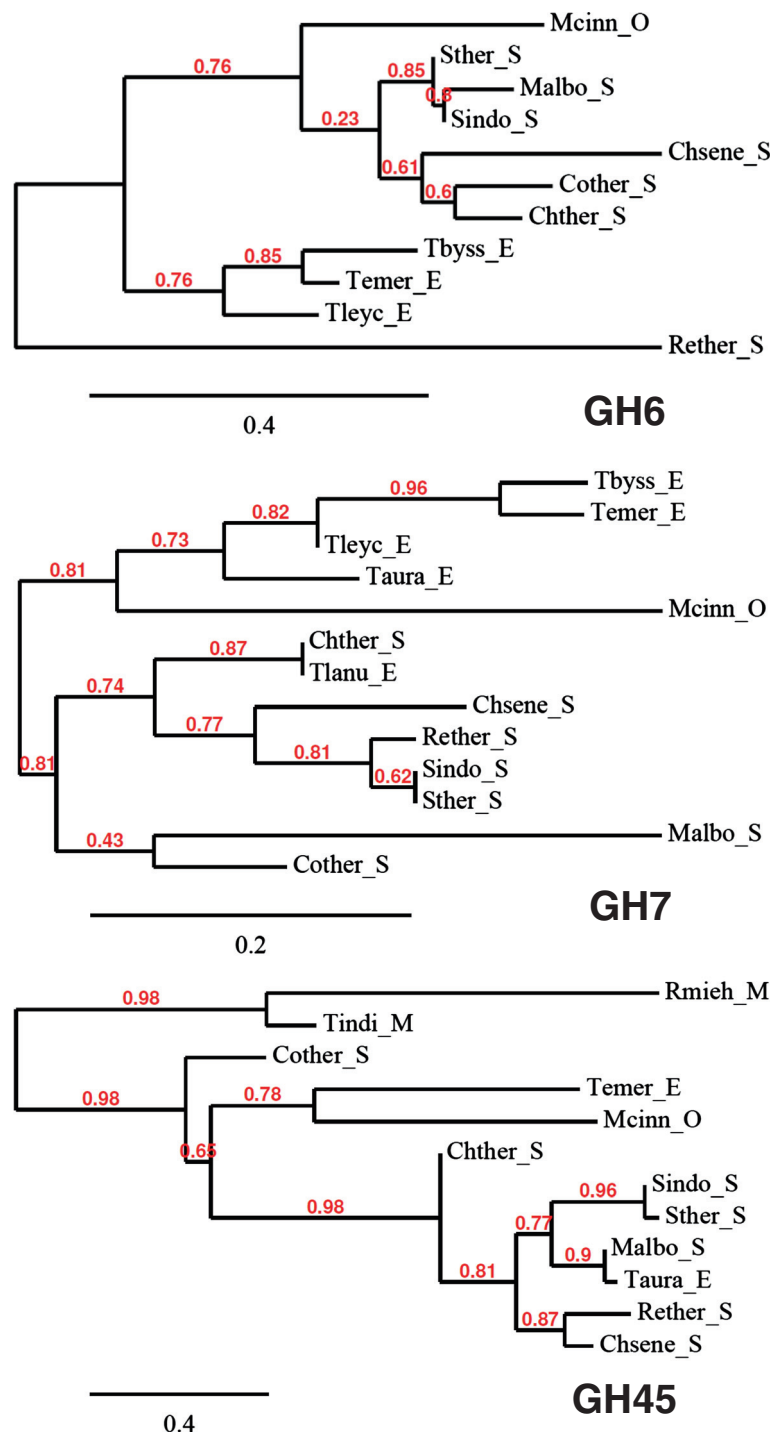 Mcinn_O
0.76
Sther_S
0.85
Malbo_S
0.8
0.23
Sindo_S
Chsene_S
0.61
Cother_S
0.6
Chther_S
Tbyss_E
0.85
0.76
Temer_E
Tleyc_E
Rether_S
0.4
GH6
Tbyss_E
0.96
0.82
Temer_E
0.73
Tleyc_E
0.81
Taura_E
Mcinn_O
Chther_S
0.87
Tlanu_E
0.74
Chsene_S
0.77
Rether_S
0.81
0.81
0.62
Sindo_S
Sther_S
Malbo_S
0.43
Cother_S
0.2
GH7
Rmieh_M
0.98
Tindi_M
Cother_S
Temer_E
0.98
0.78
Mcinn_O
0.65
Chther_S
Sindo_S
0.96
0.98
Sther_S
0.77
Malbo_S
0.9
0.81
Taura_E
Rether_S
0.87
Chsene_S
0.4
GH45